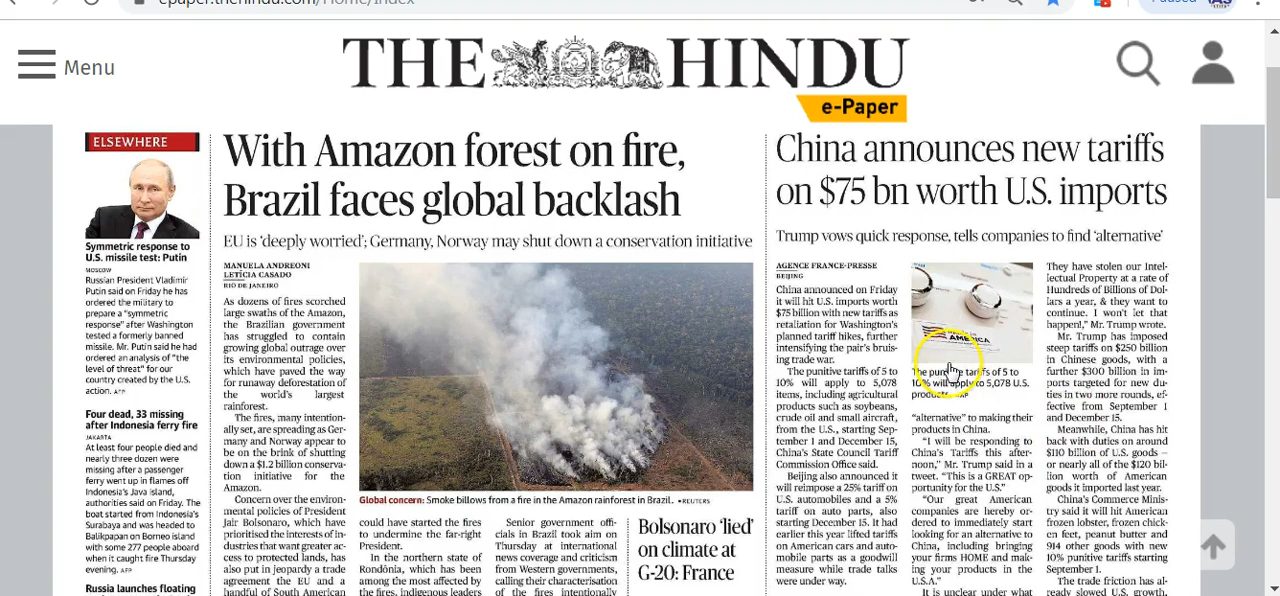 epaper.thehindu.com/Home/Index
Paused
Menu
THE HINDU
e-Paper
ELSEWHERE
Symmetric response to
U.S. missile test: Putin
MOSCOW
Russian President Vladimir
Putin said on Friday he has
ordered the military to
prepare a "symmetric
response" after Washington
tested a formerly banned
missile. Mr. Putin said he had
ordered an analysis of "the
level of threat" for our
country created by the U.S.
action. AFP
Four dead, 33 missing
after Indonesia ferry fire
JAKARTA
At least four people died and
nearly three dozen were
missing after a passenger
ferry went up in flames off
Indonesia's Java island,
authorities said on Friday. The
boat started from Indonesia's
Surabaya and was headed to
Balikpapan on Borneo island
with some 277 people aboard
when it caught fire Thursday
evening. AFP
Russia launches floating
With Amazon forest on fire,
Brazil faces global backlash
EU is 'deeply worried'; Germany, Norway may shut down a conservation initiative
MANUELA ANDREONI
LETÍCIA CASADO
RIO DE JANEIRO
As dozens of fires scorched
large swaths of the Amazon,
the Brazilian government
has struggled to contain
growing global outrage over
its environmental policies,
which have paved the way
for runaway deforestation of
the world's largest
rainforest.
The fires, many intention-
ally set, are spreading as Ger-
many and Norway appear to
be on the brink of shutting
down a $1.2 billion conserva-
tion initiative for the
Amazon.
Concern over the environ-
mental policies of President
Jair Bolsonaro, which have
prioritised the interests of in-
dustries that want greater ac-
cess to protected lands, has
also put in jeopardy a trade
agreement the EU and a
handful of South American
Global concern: Smoke billows from a fire in the Amazon rainforest in Brazil. •REUTERS
could have started the fires
to undermine the far-right
President.
In the northern state of
Rondônia, which has been
among the most affected by
the fires, indigenous leaders
Senior government offi-
cials in Brazil took aim on
Thursday at international
news coverage and criticism
from Western governments,
calling their characterisation
of the fires intentionally
Bolsonaro 'lied'
on climate at
G-20: France
China announces new tariffs
on $75 bn worth U.S. imports
Trump vows quick response, tells companies to find 'alternative'
AGENCE FRANCE-PRESSE
BEIJING
China announced on Friday
it will hit U.S. imports worth
$75 billion with new tariffs as
retaliation for Washington's
planned tariff hikes, further
intensifying the pair's bruis-
ing trade war.
The punitive tariffs of 5 to
10% will apply to 5,078
items, including agricultural
products such as soybeans,
crude oil and small aircraft,
from the U.S., starting Sep-
tember 1 and December 15,
China's State Council Tariff
Commission Office said.
Beijing also announced it
will reimpose a 25% tariff on
U.S. automobiles and a 5%
tariff on auto parts, also
starting December 15. It had
earlier this year lifted tariffs
on American cars and auto-
mobile parts as a goodwill
measure while trade talks
were under way.
AMERICA
The tariffs of 5 to
10% will apply to 5,078 U.S.
products.
"alternative" to making their
products in China.
"I will be responding to
China's Tariffs this after-
noon," Mr. Trump said in a
tweet. "This is a GREAT op-
portunity for the U.S."
"Our great American
companies are hereby or-
dered to immediately start
looking for an alternative to
China, including bringing
your firms HOME and mak-
ing your products in the
U.S.A."
It is unclear under what
They have stolen our Intel-
lectual Property at a rate of
Hundreds of Billions of Dol-
lars a year, & they want to
continue. I won't let that
happen!," Mr. Trump wrote.
Mr. Trump has imposed
steep tariffs on $250 billion
in Chinese goods, with a
further $300 billion in im-
ports targeted for new du-
ties in two more rounds, ef-
fective from September 1
and December 15.
Meanwhile, China has hit
back with duties on around
$110 billion of U.S. goods —
or nearly all of the $120 bil-
lion worth of American
goods it imported last year.
China's Commerce Minis-
try said it will hit American
frozen lobster, frozen chick-
en feet, peanut butter and
914 other goods with new
10% punitive tariffs starting
September 1.
The trade friction has al-
ready slowed U.S. growth,